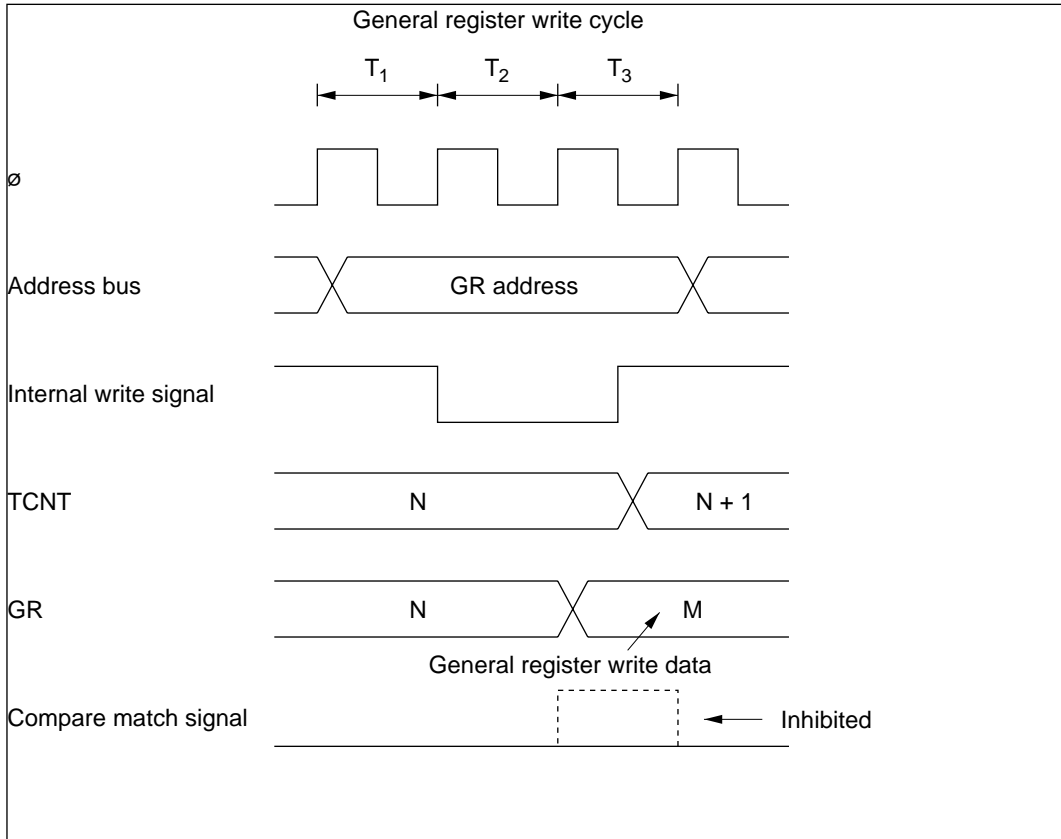 General register write cycle
T1 T2 T3
ø
Address bus GR address
Internal write signal
TCNT N N + 1
GR N M
General register write data
Compare match signal Inhibited